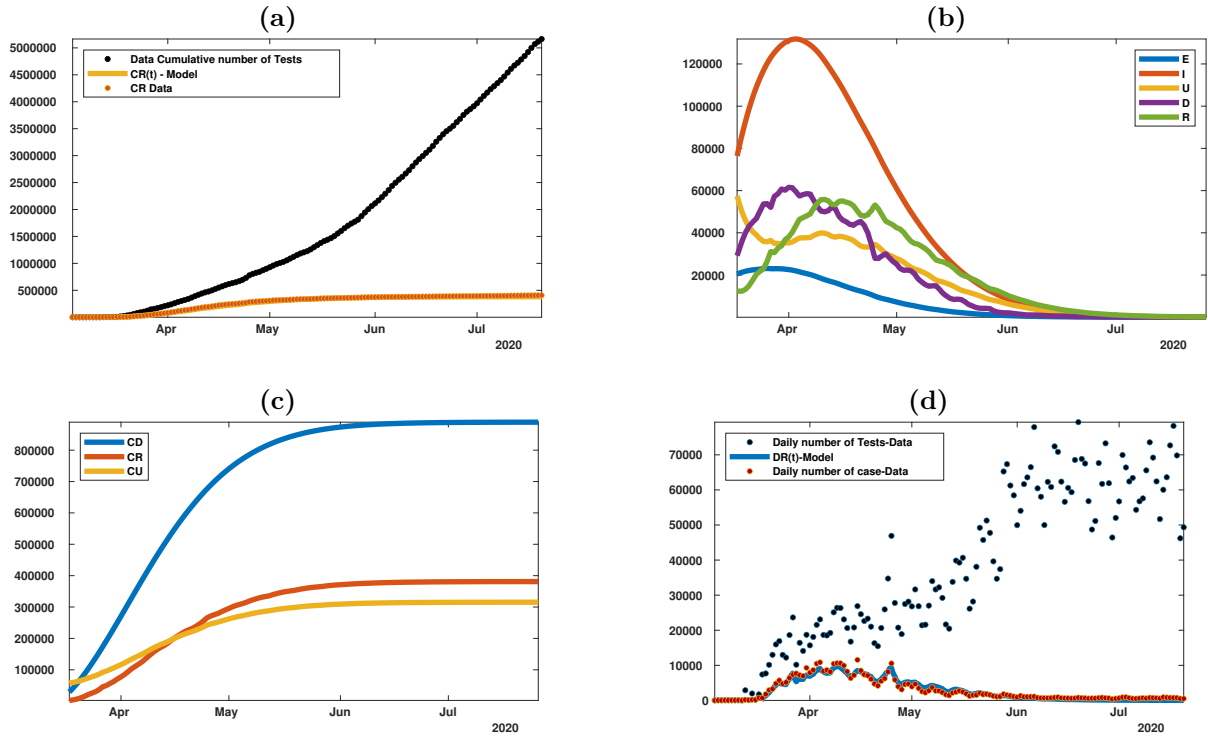 (a)
5000000
4500000
4000000
3500000
3000000
2500000
2000000
1500000
1000000
500000
Data Cumulative number of Tests
CR(t) - Model
CR Data
Apr May Jun Jul
2020
(b)
120000
100000
80000
60000
40000
20000
E
I
U
D
R
Apr May Jun Jul
2020
(c)
800000
700000
600000
500000
400000
300000
200000
100000
CD
CR
CU
Apr May Jun Jul
2020
(d)
70000
60000
50000
40000
30000
20000
10000
0
Daily number of Tests-Data
DR(t)-Model
Daily number of case-Data
Apr May Jun Jul
2020